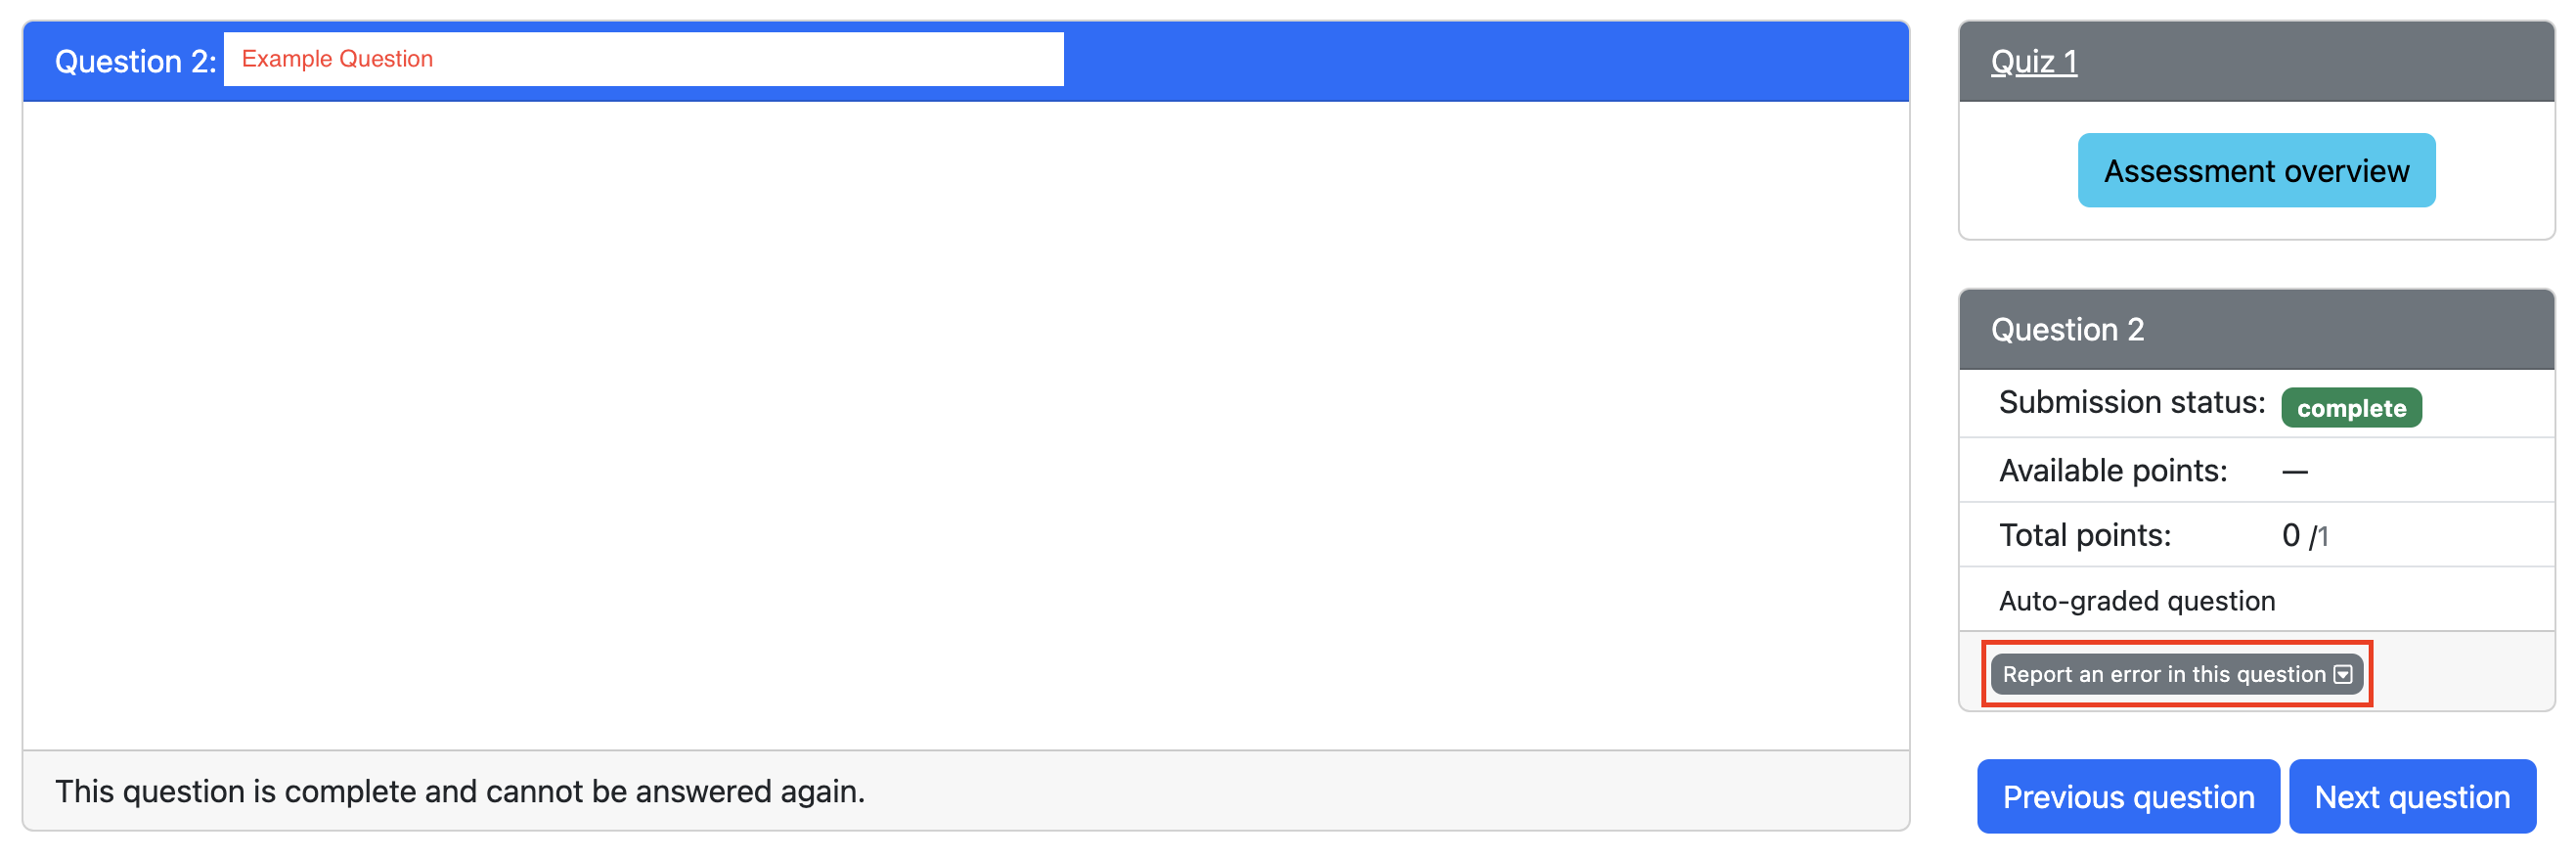 Question 2: Example Question
This question is complete and cannot be answered again.
Quiz 1
Assessment overview
Question 2
Submission status: complete
Available points: —
Total points: 0 /1
Auto-graded question
Report an error in this question
Previous question Next question